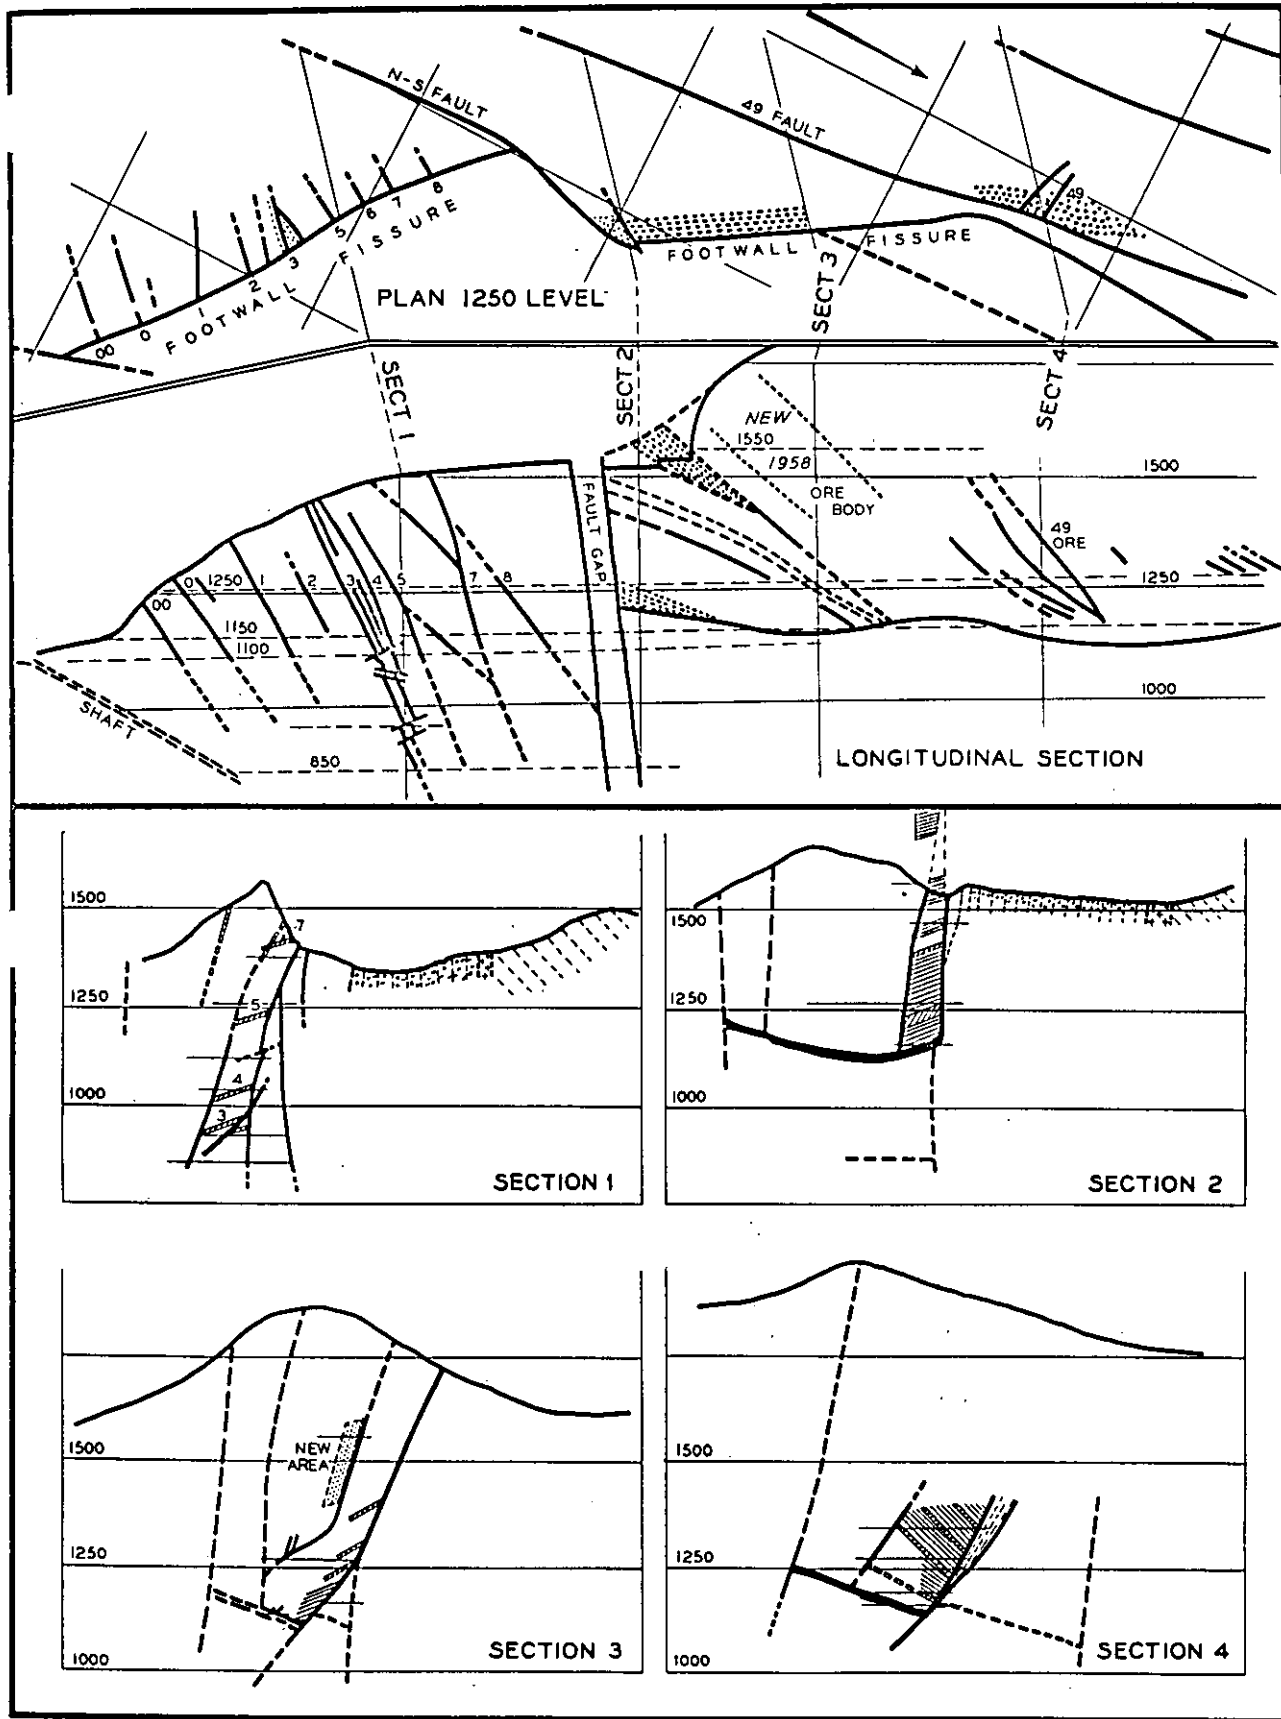 N-S FAULT
49 FAULT
49
8
7
6
5
3
2
1
0
00
FOOTWALL FISSURE
FOOTWALL FISSURE
PLAN 1250 LEVEL
SECT 1
SECT 2
SECT 3
SECT 4
NEW
1550
1958
ORE
BODY
1500
FAULT GAP
49
ORE
00
0
1250
1
2
3
4
5
7
8
1250
1150
1100
1000
SHAFT
850
LONGITUDINAL SECTION
1500
7
1250
5
4
1000
3
SECTION 1
1500
1250
1000
SECTION 2
1500
NEW
AREA
1250
SECTION 3
1000
1500
1250
SECTION 4
1000